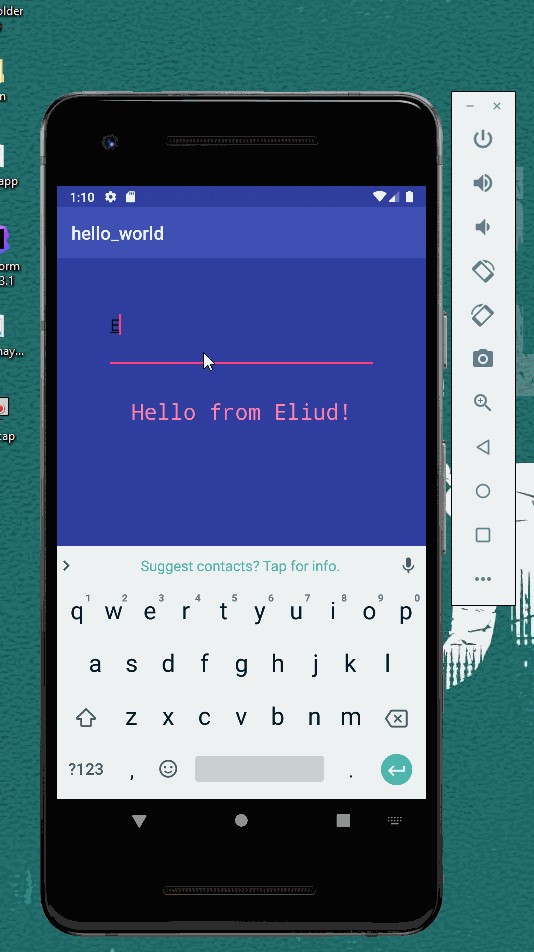 older
app
orm
3.1
nay...
cap
1:10
hello_world
E
Hello from Eliud!
Suggest contacts? Tap for info.
1 2 3 4 5 6 7 8 9 0
q w e r t y u i o p
a s d f g h j k l
z x c v b n m
?123 , .